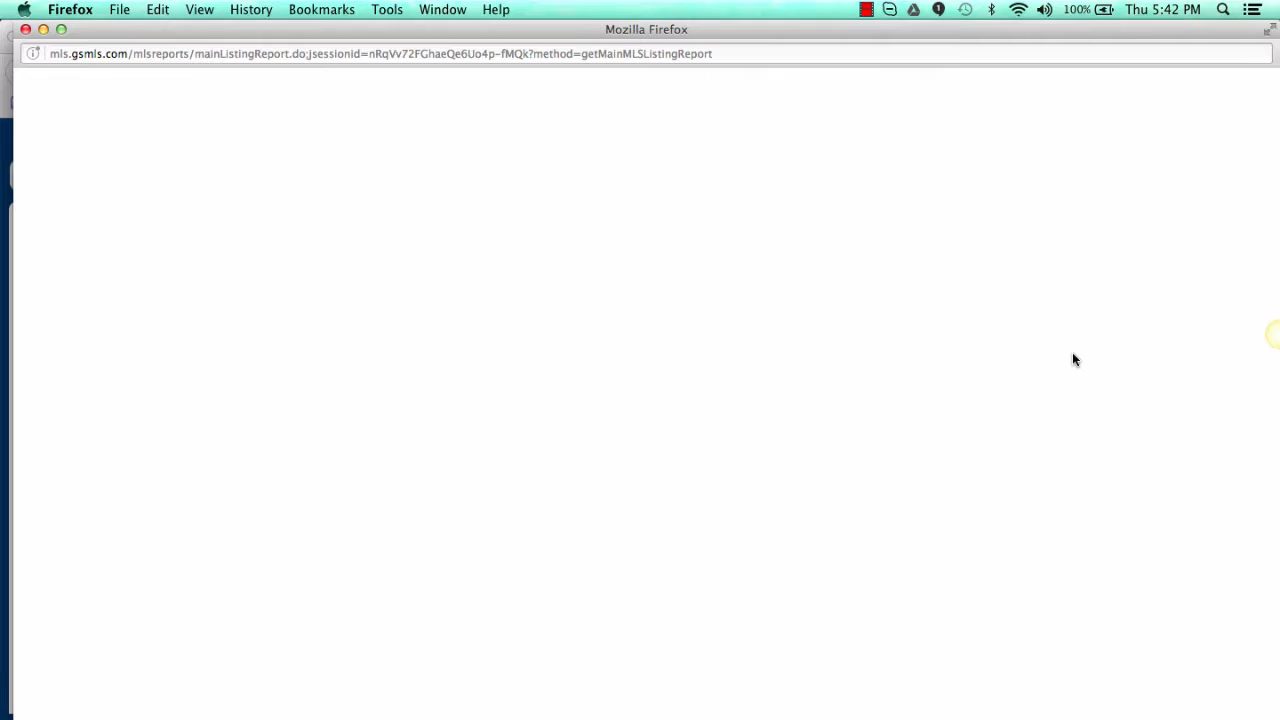 Firefox File Edit View History Bookmarks Tools Window Help 100% Thu 5:42 PM
Mozilla Firefox
mls.gsmls.com/mlsreports/mainListingReport.do;jsessionid=nRqVv72FGhaeQe6Uo4p-fMQk?method=getMainMLSListingReport